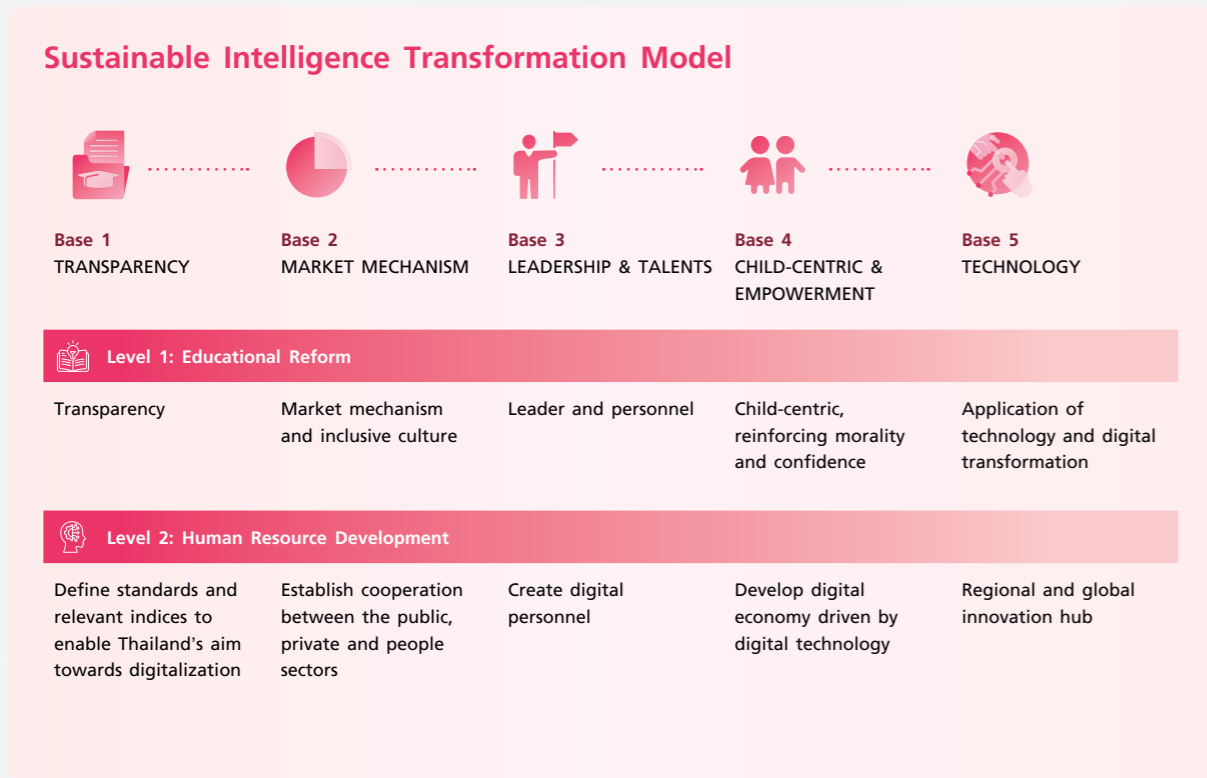 Sustainable Intelligence Transformation Model
Base 1
TRANSPARENCY
Base 2
MARKET MECHANISM
Base 3
LEADERSHIP & TALENTS
Base 4
CHILD-CENTRIC &
EMPOWERMENT
Base 5
TECHNOLOGY
Level 1: Educational Reform
Transparency
Market mechanism
and inclusive culture
Leader and personnel
Child-centric,
reinforcing morality
and confidence
Application of
technology and digital
transformation
Level 2: Human Resource Development
Define standards and
relevant indices to
enable Thailand's aim
towards digitalization
Establish cooperation
between the public,
private and people
sectors
Create digital
personnel
Develop digital
economy driven by
digital technology
Regional and global
innovation hub